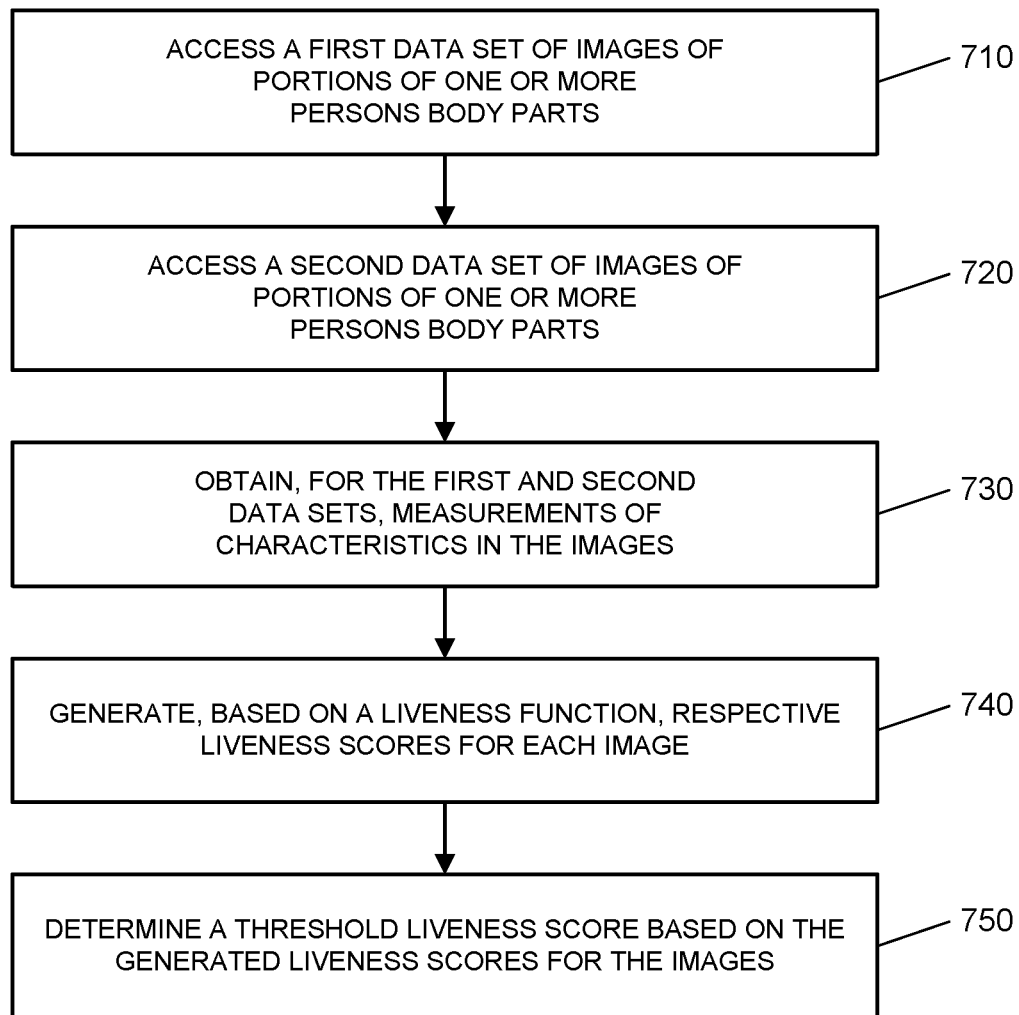 ACCESS A FIRST DATA SET OF IMAGES OF
PORTIONS OF ONE OR MORE
PERSONS BODY PARTS
710
ACCESS A SECOND DATA SET OF IMAGES OF
PORTIONS OF ONE OR MORE
PERSONS BODY PARTS
720
OBTAIN, FOR THE FIRST AND SECOND
DATA SETS, MEASUREMENTS OF
CHARACTERISTICS IN THE IMAGES
730
GENERATE, BASED ON A LIVENESS FUNCTION, RESPECTIVE
LIVENESS SCORES FOR EACH IMAGE
740
DETERMINE A THRESHOLD LIVENESS SCORE BASED ON THE
GENERATED LIVENESS SCORES FOR THE IMAGES
750